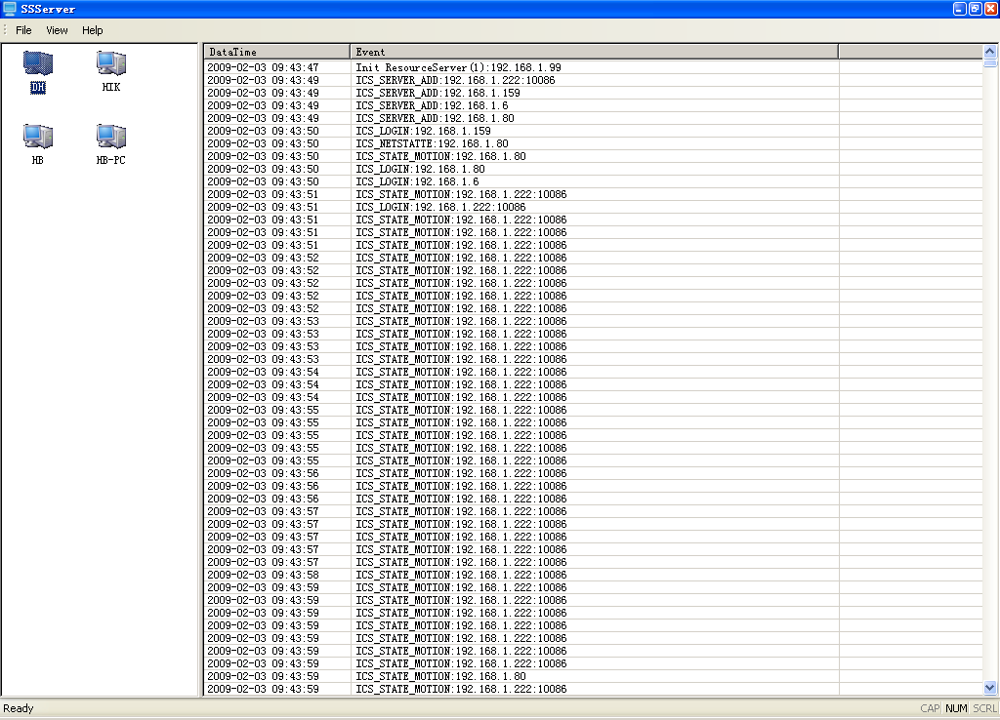 SSServer
File View Help
DH HIK
HB HB-PC
DataTime Event
2009-02-03 09:43:47 Init ResourceServer(1):192.168.1.99
2009-02-03 09:43:49 ICS_SERVER_ADD:192.168.1.222:10086
2009-02-03 09:43:49 ICS_SERVER_ADD:192.168.1.159
2009-02-03 09:43:49 ICS_SERVER_ADD:192.168.1.6
2009-02-03 09:43:49 ICS_SERVER_ADD:192.168.1.80
2009-02-03 09:43:50 ICS_LOGIN:192.168.1.159
2009-02-03 09:43:50 ICS_NETSTATTE:192.168.1.80
2009-02-03 09:43:50 ICS_STATE_MOTION:192.168.1.80
2009-02-03 09:43:50 ICS_LOGIN:192.168.1.80
2009-02-03 09:43:50 ICS_LOGIN:192.168.1.6
2009-02-03 09:43:51 ICS_STATE_MOTION:192.168.1.222:10086
2009-02-03 09:43:51 ICS_LOGIN:192.168.1.222:10086
2009-02-03 09:43:51 ICS_STATE_MOTION:192.168.1.222:10086
2009-02-03 09:43:51 ICS_STATE_MOTION:192.168.1.222:10086
2009-02-03 09:43:51 ICS_STATE_MOTION:192.168.1.222:10086
2009-02-03 09:43:52 ICS_STATE_MOTION:192.168.1.222:10086
2009-02-03 09:43:52 ICS_STATE_MOTION:192.168.1.222:10086
2009-02-03 09:43:52 ICS_STATE_MOTION:192.168.1.222:10086
2009-02-03 09:43:52 ICS_STATE_MOTION:192.168.1.222:10086
2009-02-03 09:43:52 ICS_STATE_MOTION:192.168.1.222:10086
2009-02-03 09:43:53 ICS_STATE_MOTION:192.168.1.222:10086
2009-02-03 09:43:53 ICS_STATE_MOTION:192.168.1.222:10086
2009-02-03 09:43:53 ICS_STATE_MOTION:192.168.1.222:10086
2009-02-03 09:43:53 ICS_STATE_MOTION:192.168.1.222:10086
2009-02-03 09:43:54 ICS_STATE_MOTION:192.168.1.222:10086
2009-02-03 09:43:54 ICS_STATE_MOTION:192.168.1.222:10086
2009-02-03 09:43:54 ICS_STATE_MOTION:192.168.1.222:10086
2009-02-03 09:43:55 ICS_STATE_MOTION:192.168.1.222:10086
2009-02-03 09:43:55 ICS_STATE_MOTION:192.168.1.222:10086
2009-02-03 09:43:55 ICS_STATE_MOTION:192.168.1.222:10086
2009-02-03 09:43:55 ICS_STATE_MOTION:192.168.1.222:10086
2009-02-03 09:43:55 ICS_STATE_MOTION:192.168.1.222:10086
2009-02-03 09:43:56 ICS_STATE_MOTION:192.168.1.222:10086
2009-02-03 09:43:56 ICS_STATE_MOTION:192.168.1.222:10086
2009-02-03 09:43:56 ICS_STATE_MOTION:192.168.1.222:10086
2009-02-03 09:43:57 ICS_STATE_MOTION:192.168.1.222:10086
2009-02-03 09:43:57 ICS_STATE_MOTION:192.168.1.222:10086
2009-02-03 09:43:57 ICS_STATE_MOTION:192.168.1.222:10086
2009-02-03 09:43:57 ICS_STATE_MOTION:192.168.1.222:10086
2009-02-03 09:43:57 ICS_STATE_MOTION:192.168.1.222:10086
2009-02-03 09:43:58 ICS_STATE_MOTION:192.168.1.222:10086
2009-02-03 09:43:59 ICS_STATE_MOTION:192.168.1.222:10086
2009-02-03 09:43:59 ICS_STATE_MOTION:192.168.1.222:10086
2009-02-03 09:43:59 ICS_STATE_MOTION:192.168.1.222:10086
2009-02-03 09:43:59 ICS_STATE_MOTION:192.168.1.222:10086
2009-02-03 09:43:59 ICS_STATE_MOTION:192.168.1.222:10086
2009-02-03 09:43:59 ICS_STATE_MOTION:192.168.1.222:10086
2009-02-03 09:43:59 ICS_STATE_MOTION:192.168.1.222:10086
2009-02-03 09:43:59 ICS_STATE_MOTION:192.168.1.80
2009-02-03 09:43:59 ICS_STATE_MOTION:192.168.1.222:10086
Ready CAP NUM SCRL